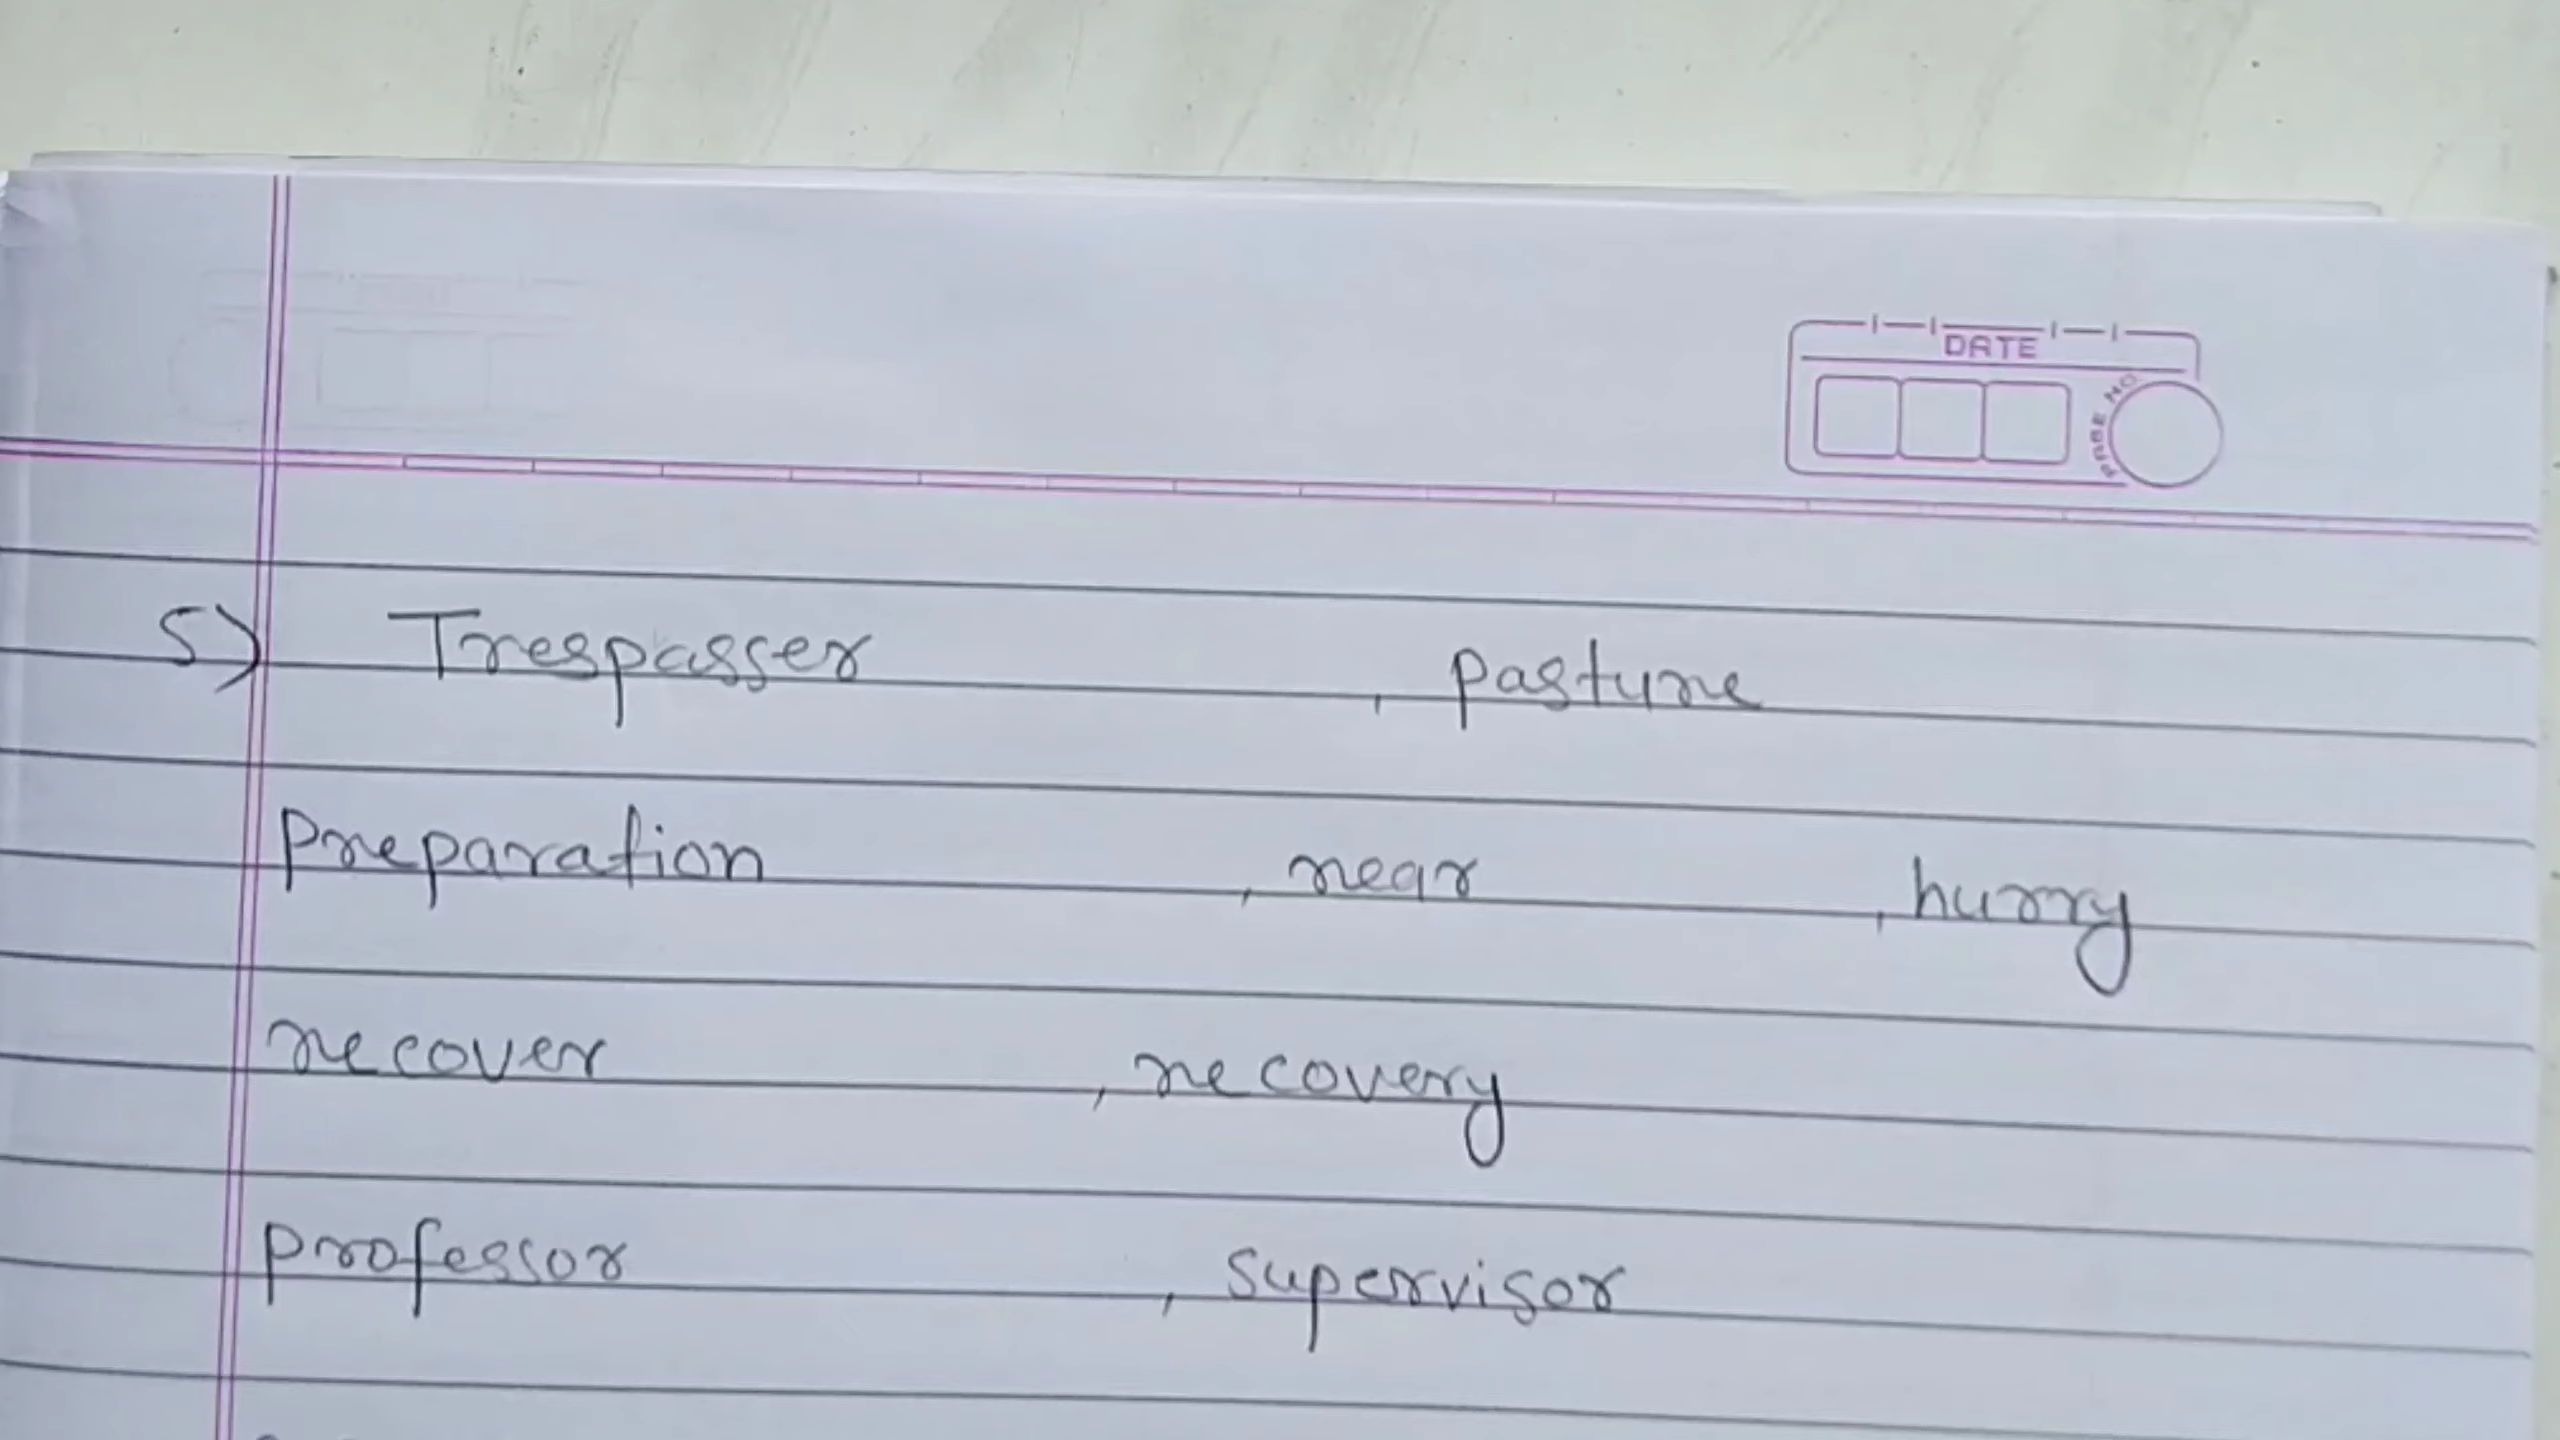 DATE
PAGE NO.
5) Trespasser , pasture
Preparation , near , hurry
recover , recovery
professor , supervisor